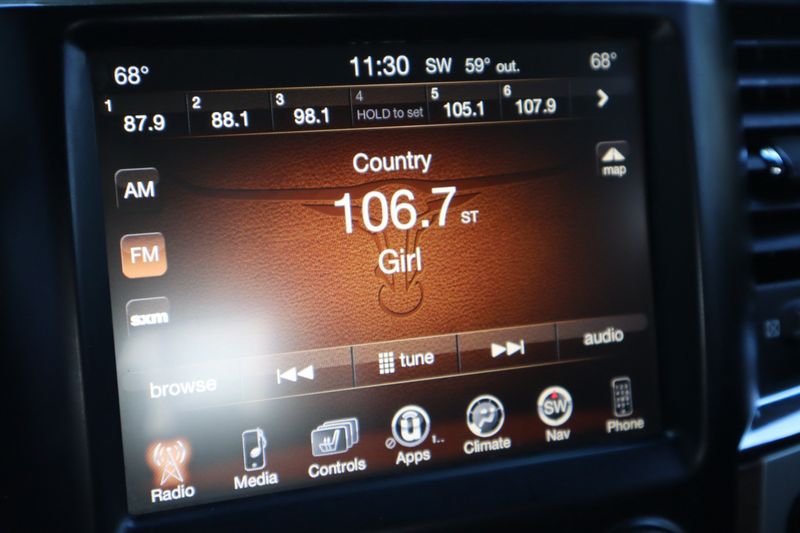 68° 11:30 SW 59° out. 68°
1 87.9 2 88.1 3 98.1 4 HOLD to set 5 105.1 6 107.9
Country
map
AM
106.7 ST
FM
Girl
sxm
browse tune audio
Radio Media Controls Apps 1.. Climate SW Nav Phone